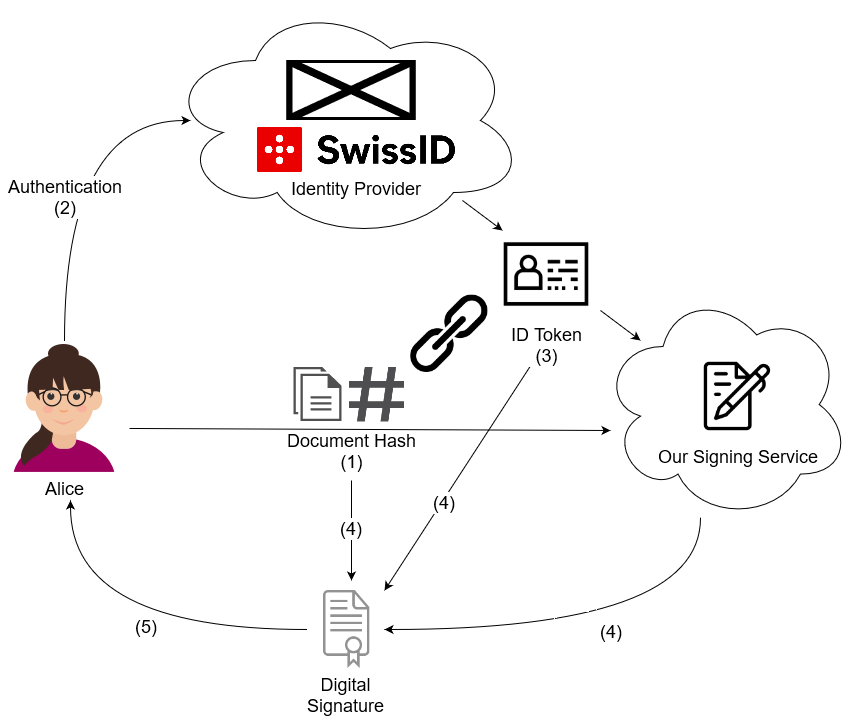 SwissID
Identity Provider
Authentication
(2)
ID Token
(3)
#
Document Hash
(1)
Our Signing Service
Alice
(4)
(4)
(5)
(4)
Digital
Signature